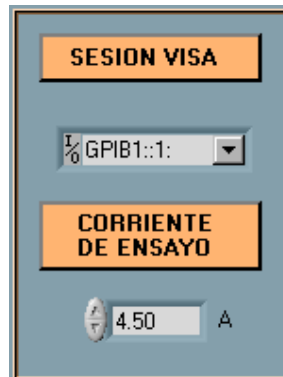 SESION VISA
I/O GPIB1::1:
CORRIENTE
DE ENSAYO
4.50 A